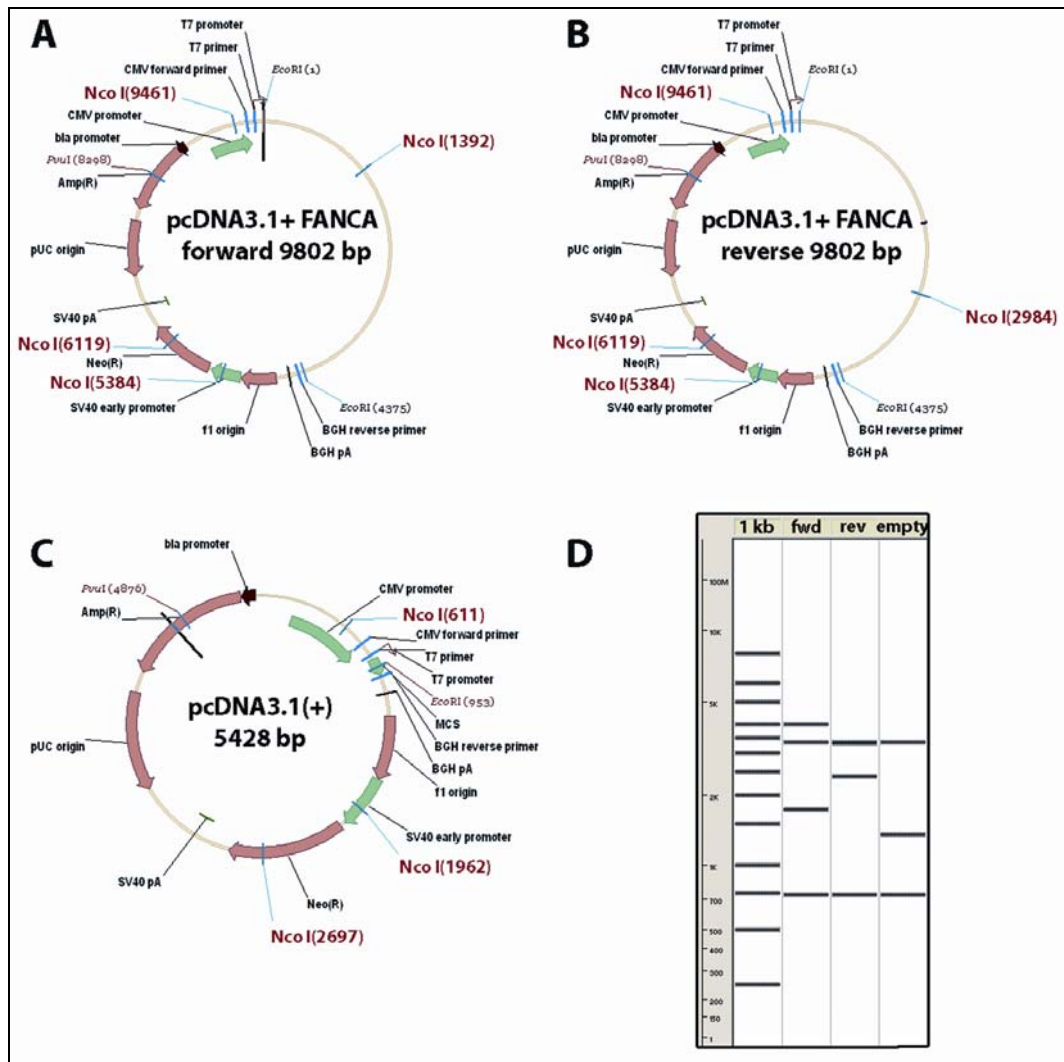 A
T7 promoter
T7 primer
CMV forward primer
EcoRI (1)
Nco I(9461)
CMV promoter
bla promoter
PvuI (8298)
Amp(R)
Nco I(1392)
pcDNA3.1+ FANCA
forward 9802 bp
pUC origin
SV40 pA
Nco I(6119)
Neo(R)
Nco I(5384)
SV40 early promoter
f1 origin
EcoRI (4375)
BGH reverse primer
BGH pA
B
T7 promoter
T7 primer
CMV forward primer
EcoRI (1)
Nco I(9461)
CMV promoter
bla promoter
PvuI (8298)
Amp(R)
pcDNA3.1+ FANCA
reverse 9802 bp
pUC origin
SV40 pA
Nco I(2984)
Nco I(6119)
Neo(R)
Nco I(5384)
SV40 early promoter
f1 origin
EcoRI (4375)
BGH reverse primer
BGH pA
C
bla promoter
PvuI (4876)
Amp(R)
CMV promoter
Nco I(611)
CMV forward primer
T7 primer
T7 promoter
EcoRI (953)
MCS
BGH reverse primer
BGH pA
f1 origin
pcDNA3.1(+)
5428 bp
pUC origin
SV40 early promoter
Nco I(1962)
SV40 pA
Neo(R)
Nco I(2697)
D
1 kb fwd rev empty
100M
10K
5K
2K
1K
700
500
400
300
200
150
1